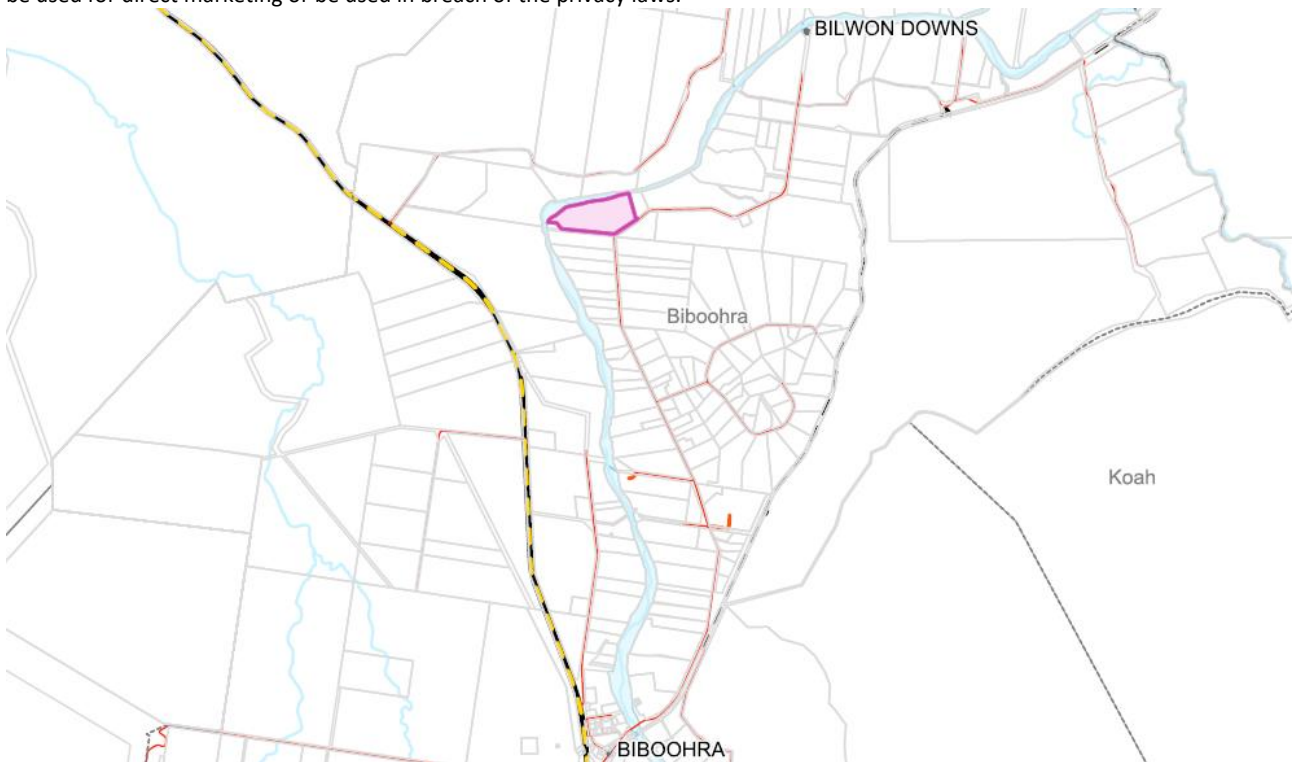 be used for direct marketing or be used in breach of the privacy laws.
BILWON DOWNS
Biboohra
Koah
BIBOOHRA